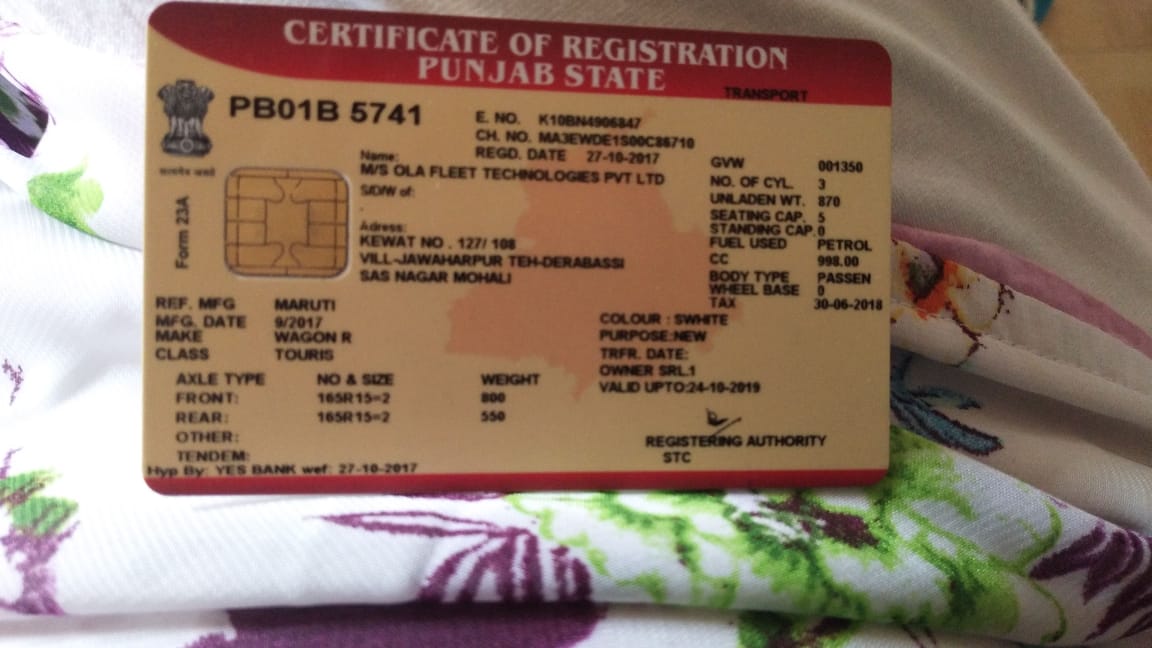 CERTIFICATE OF REGISTRATION
PUNJAB STATE
TRANSPORT
PB01B 5741
E. NO. K10BN4906847
CH. NO. MA3EWDE1S00C86710
REGD. DATE 27-10-2017
सत्यमेव जयते
Form 23A
Name:
M/S OLA FLEET TECHNOLOGIES PVT LTD
S/D/W of:
.
Adress:
KEWAT NO . 127/ 108
VILL-JAWAHARPUR TEH-DERABASSI
SAS NAGAR MOHALI
GVW 001350
NO. OF CYL. 3
UNLADEN WT. 870
SEATING CAP. 5
STANDING CAP. 0
FUEL USED PETROL
CC 998.00
BODY TYPE PASSEN
WHEEL BASE 0
TAX 30-06-2018
REF. MFG MARUTI
MFG. DATE 9/2017
MAKE WAGON R
CLASS TOURIS
COLOUR : SWHITE
PURPOSE:NEW
TRFR. DATE:
OWNER SRL.1
VALID UPTO:24-10-2019
AXLE TYPE NO & SIZE WEIGHT
FRONT: 165R15=2 800
REAR: 165R15=2 550
OTHER:
TENDEM:
Hyp By: YES BANK wef: 27-10-2017
REGISTERING AUTHORITY
STC